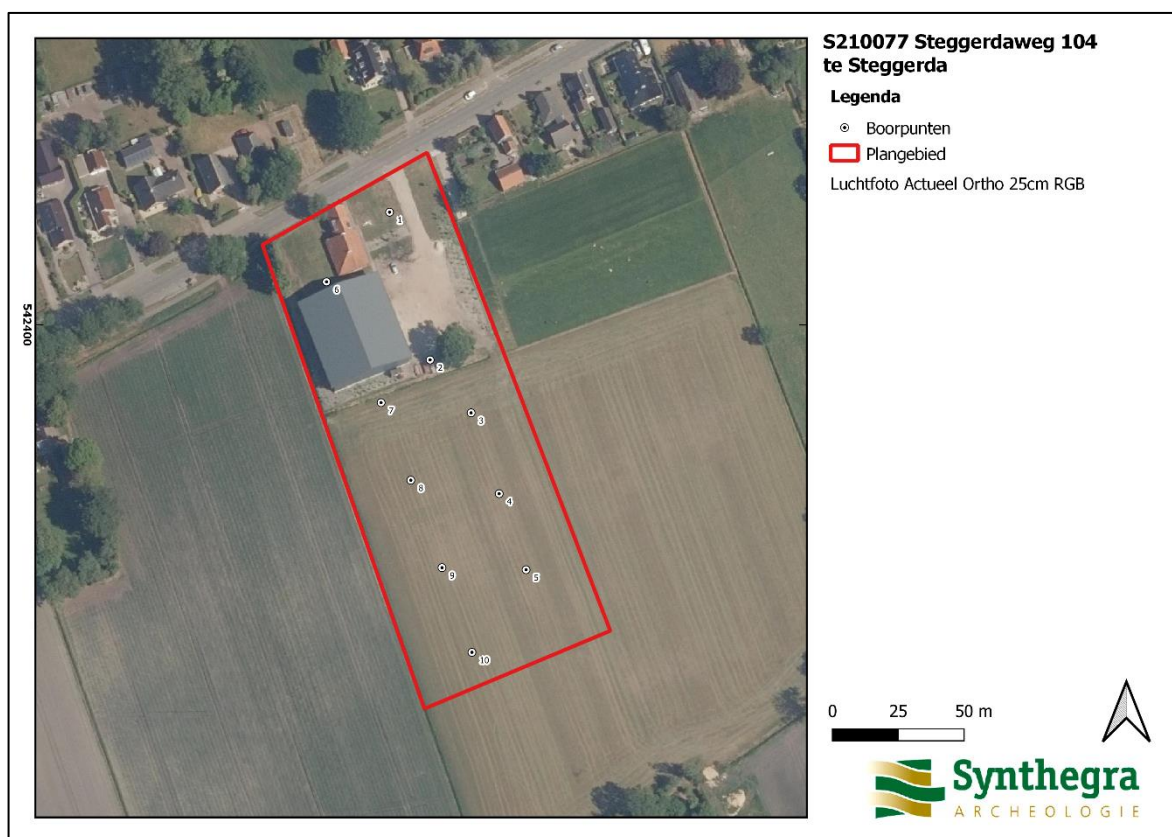 S210077 Steggerdaweg 104
te Steggerda
Legenda
Boorpunten
Plangebied
Luchtfoto Actueel Ortho 25cm RGB
542400
1
6
2
7
3
8
4
9
5
10
0 25 50 m
Synthegra
ARCHEOLOGIE